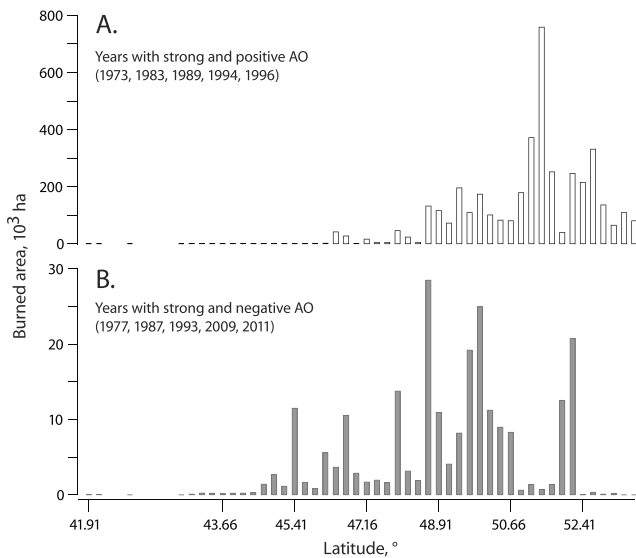 A.
Years with strong and positive AO
(1973, 1983, 1989, 1994, 1996)
800
600
400
200
0
Burned area, 10³ ha
B.
Years with strong and negative AO
(1977, 1987, 1993, 2009, 2011)
30
20
10
0
41.91 43.66 45.41 47.16 48.91 50.66 52.41
Latitude, °